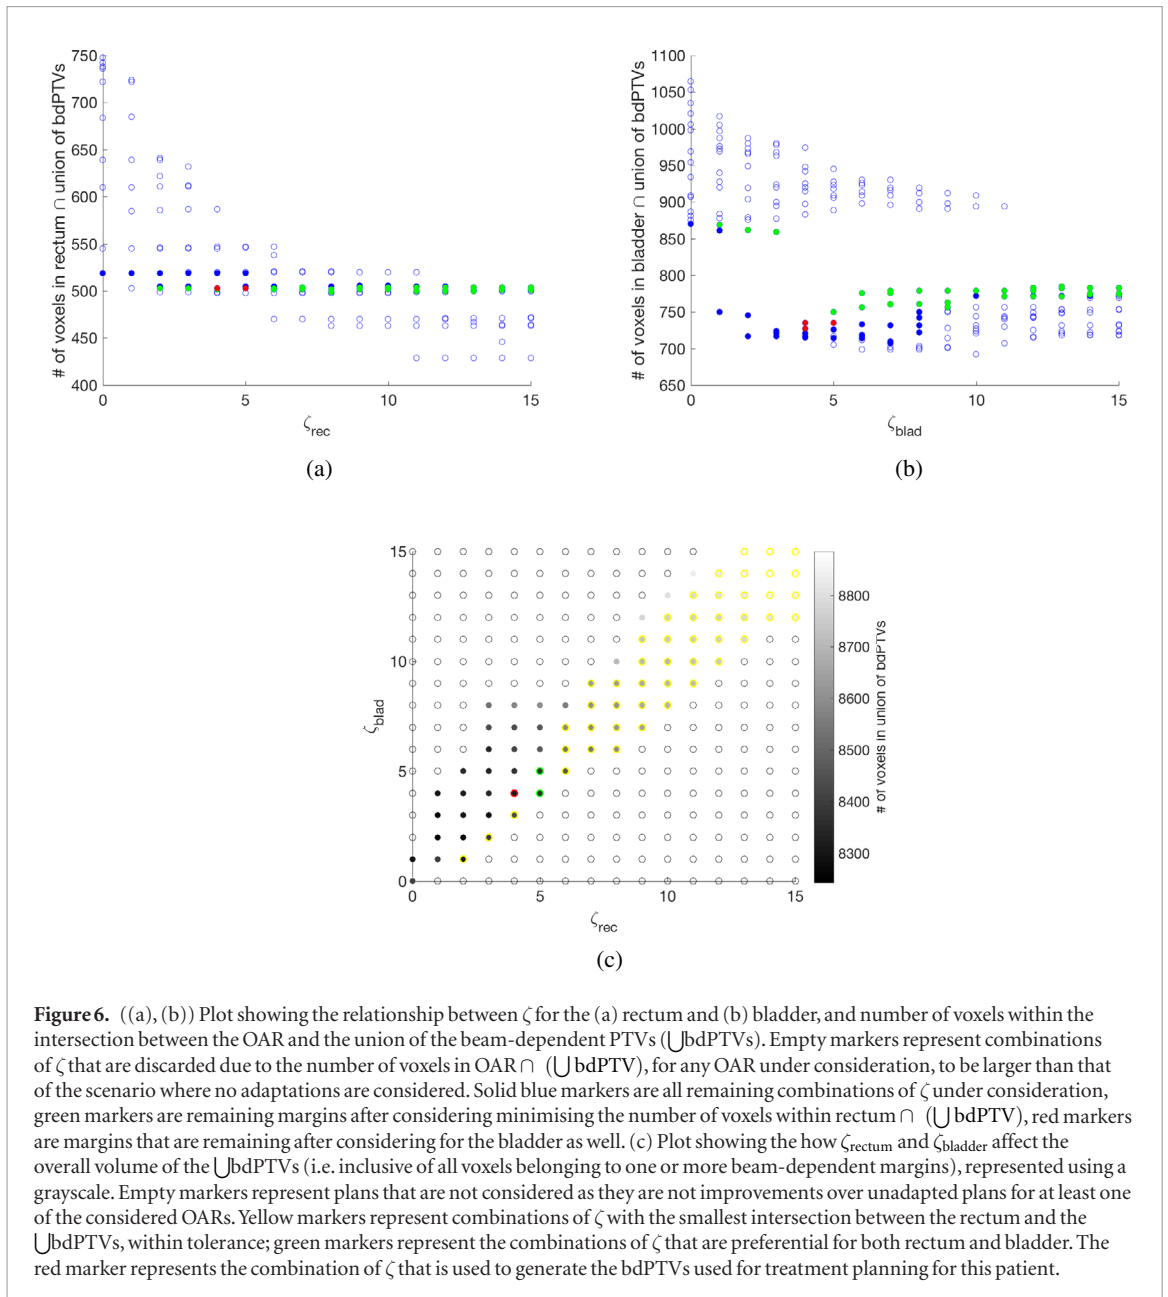 750
700
650
600
550
500
450
400
# of voxels in rectum ∩ union of bdPTVs
0
5
10
15
ζrec
(a)
1100
1050
1000
950
900
850
800
750
700
650
# of voxels in bladder ∩ union of bdPTVs
0
5
10
15
ζblad
(b)
15
10
5
0
ζblad
0
5
10
15
ζrec
8800
8700
8600
8500
8400
8300
# of voxels in union of bdPTVs
(c)
Figure 6. ((a), (b)) Plot showing the relationship between ζ for the (a) rectum and (b) bladder, and number of voxels within the
intersection between the OAR and the union of the beam-dependent PTVs (⋃bdPTVs). Empty markers represent combinations
of ζ that are discarded due to the number of voxels in OAR ∩ (⋃ bdPTV), for any OAR under consideration, to be larger than that
of the scenario where no adaptations are considered. Solid blue markers are all remaining combinations of ζ under consideration,
green markers are remaining margins after considering minimising the number of voxels within rectum ∩ (⋃ bdPTV), red markers
are margins that are remaining after considering for the bladder as well. (c) Plot showing the how ζrectum and ζbladder affect the
overall volume of the ⋃bdPTVs (i.e. inclusive of all voxels belonging to one or more beam-dependent margins), represented using a
grayscale. Empty markers represent plans that are not considered as they are not improvements over unadapted plans for at least one
of the considered OARs. Yellow markers represent combinations of ζ with the smallest intersection between the rectum and the
⋃bdPTVs, within tolerance; green markers represent the combinations of ζ that are preferential for both rectum and bladder. The
red marker represents the combination of ζ that is used to generate the bdPTVs used for treatment planning for this patient.